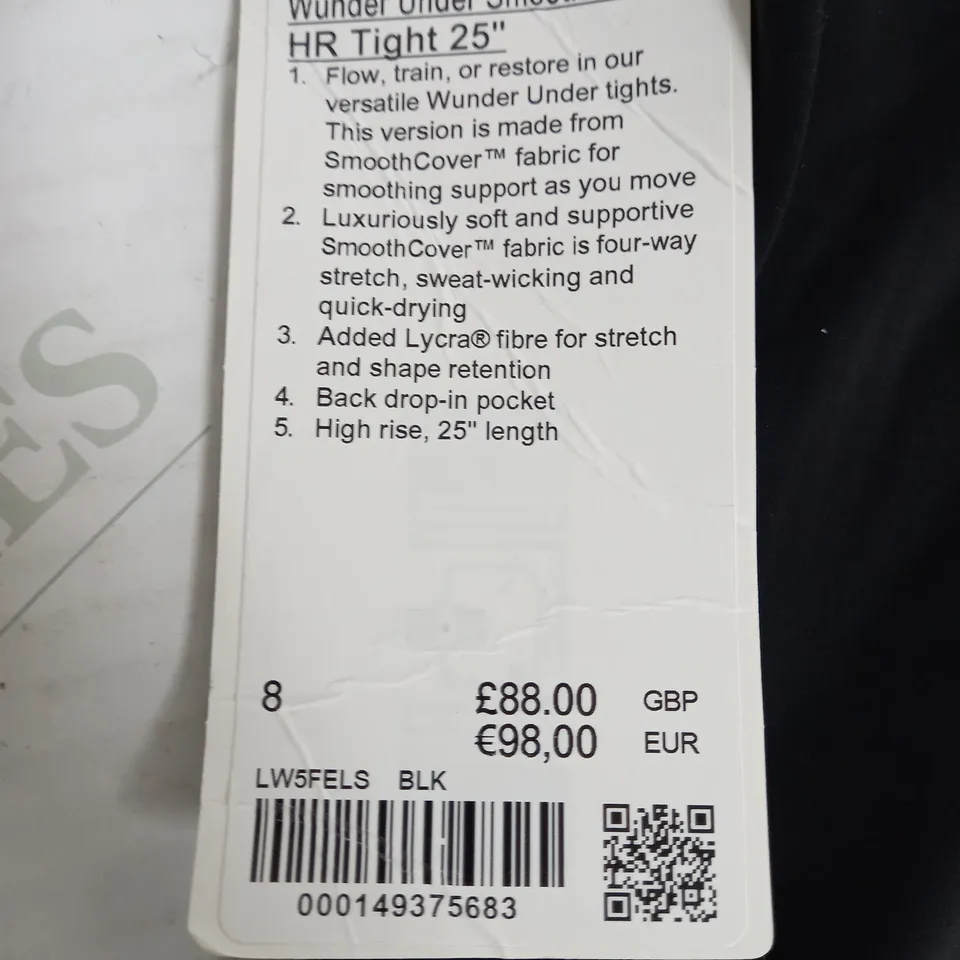 Wunder Under
HR Tight 25"
1. Flow, train, or restore in our
versatile Wunder Under tights.
This version is made from
SmoothCover™ fabric for
smoothing support as you move
2. Luxuriously soft and supportive
SmoothCover™ fabric is four-way
stretch, sweat-wicking and
quick-drying
3. Added Lycra® fibre for stretch
and shape retention
4. Back drop-in pocket
5. High rise, 25" length
8 £88.00 GBP
€98,00 EUR
LW5FELS BLK
000149375683